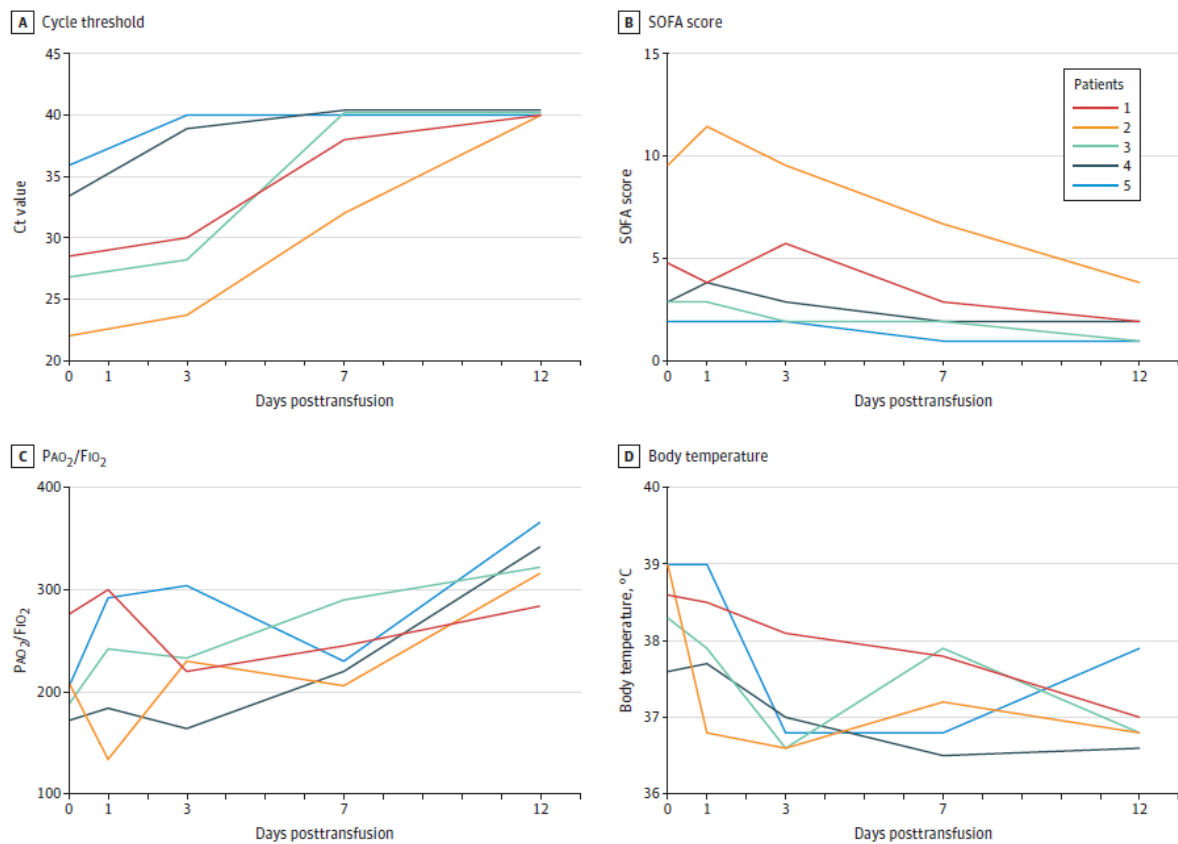 A Cycle threshold
45
40
35
30
25
20
Ct value
0 1 3 7 12
Days posttransfusion
B SOFA score
15
10
5
0
SOFA score
0 1 3 7 12
Days posttransfusion
Patients
1
2
3
4
5
C PAO₂/FIO₂
400
300
200
100
PAO₂/FIO₂
0 1 3 7 12
Days posttransfusion
D Body temperature
40
39
38
37
36
Body temperature, °C
0 1 3 7 12
Days posttransfusion